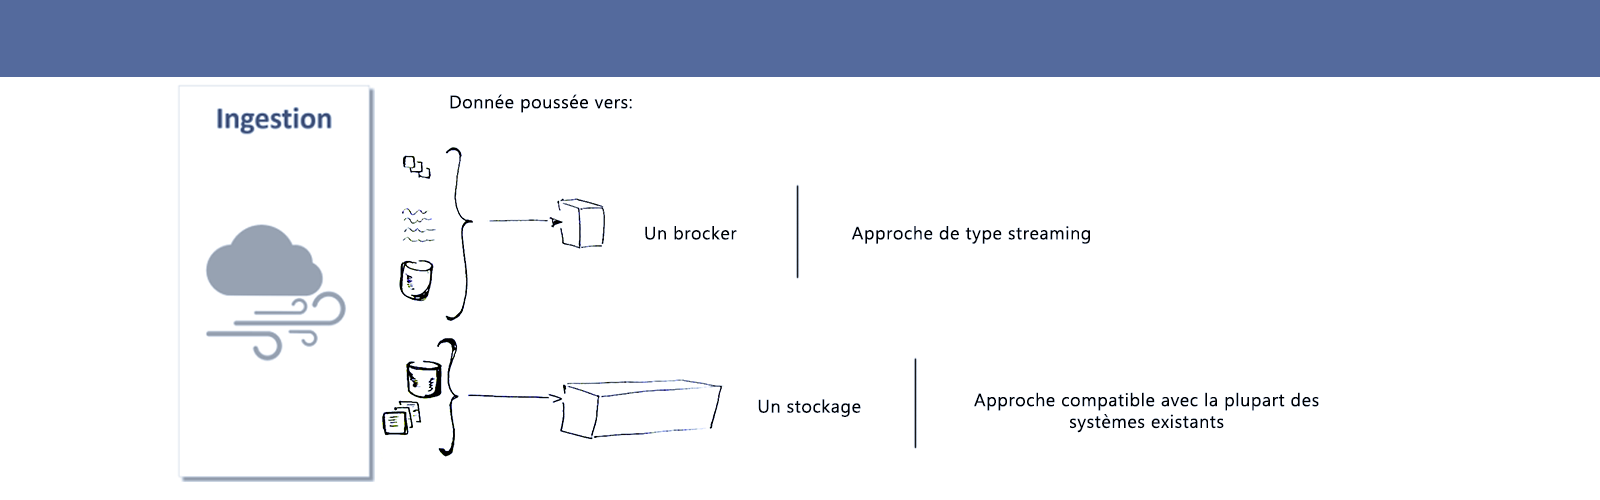 Ingestion
Donnée poussée vers:
Un brocker
Approche de type streaming
Un stockage
Approche compatible avec la plupart des
systèmes existants